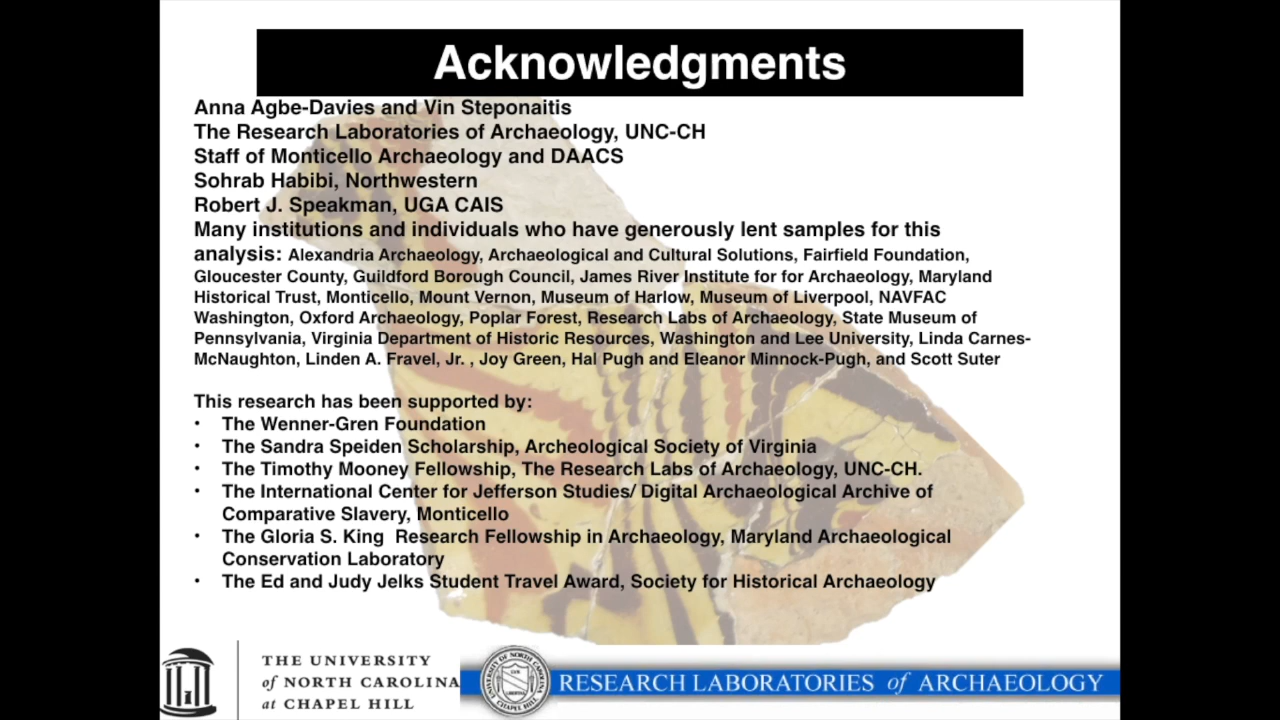 Acknowledgments
Anna Agbe-Davies and Vin Steponaitis
The Research Laboratories of Archaeology, UNC-CH
Staff of Monticello Archaeology and DAACS
Sohrab Habibi, Northwestern
Robert J. Speakman, UGA CAIS
Many institutions and individuals who have generously lent samples for this
analysis: Alexandria Archaeology, Archaeological and Cultural Solutions, Fairfield Foundation,
Gloucester County, Guildford Borough Council, James River Institute for for Archaeology, Maryland
Historical Trust, Monticello, Mount Vernon, Museum of Harlow, Museum of Liverpool, NAVFAC
Washington, Oxford Archaeology, Poplar Forest, Research Labs of Archaeology, State Museum of
Pennsylvania, Virginia Department of Historic Resources, Washington and Lee University, Linda Carnes-
McNaughton, Linden A. Fravel, Jr. , Joy Green, Hal Pugh and Eleanor Minnock-Pugh, and Scott Suter
This research has been supported by:
• The Wenner-Gren Foundation
• The Sandra Speiden Scholarship, Archeological Society of Virginia
• The Timothy Mooney Fellowship, The Research Labs of Archaeology, UNC-CH.
• The International Center for Jefferson Studies/ Digital Archaeological Archive of
Comparative Slavery, Monticello
• The Gloria S. King Research Fellowship in Archaeology, Maryland Archaeological
Conservation Laboratory
• The Ed and Judy Jelks Student Travel Award, Society for Historical Archaeology
THE UNIVERSITY
of NORTH CAROLINA
at CHAPEL HILL
RESEARCH LABORATORIES of ARCHAEOLOGY